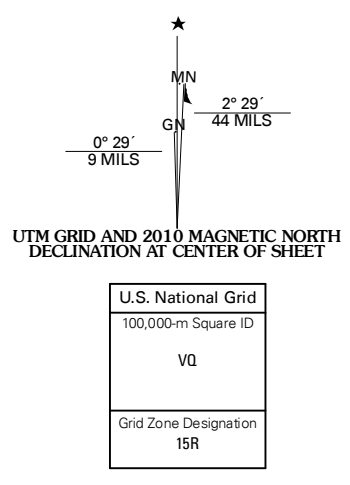 ★
MN
2° 29´
44 MILS
GN
0° 29´
9 MILS
UTM GRID AND 2010 MAGNETIC NORTH
DECLINATION AT CENTER OF SHEET
U.S. National Grid
100,000-m Square ID
VQ
Grid Zone Designation
15R